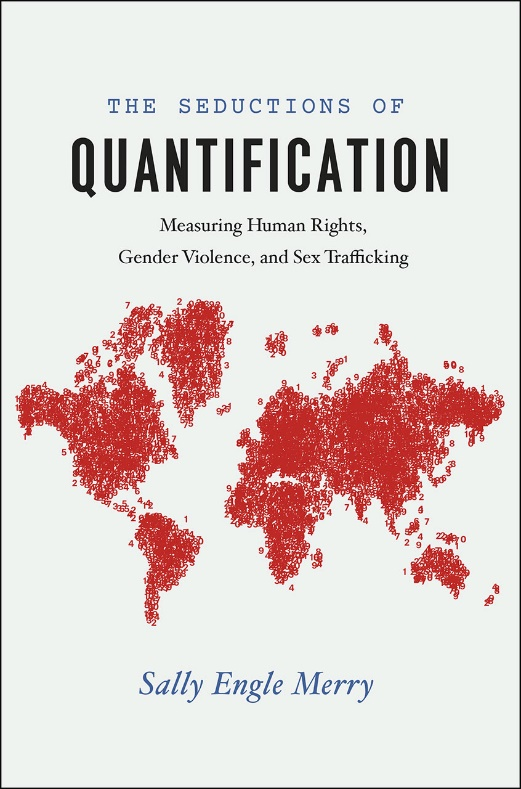 THE SEDUCTIONS OF
QUANTIFICATION
Measuring Human Rights,
Gender Violence, and Sex Trafficking
Sally Engle Merry